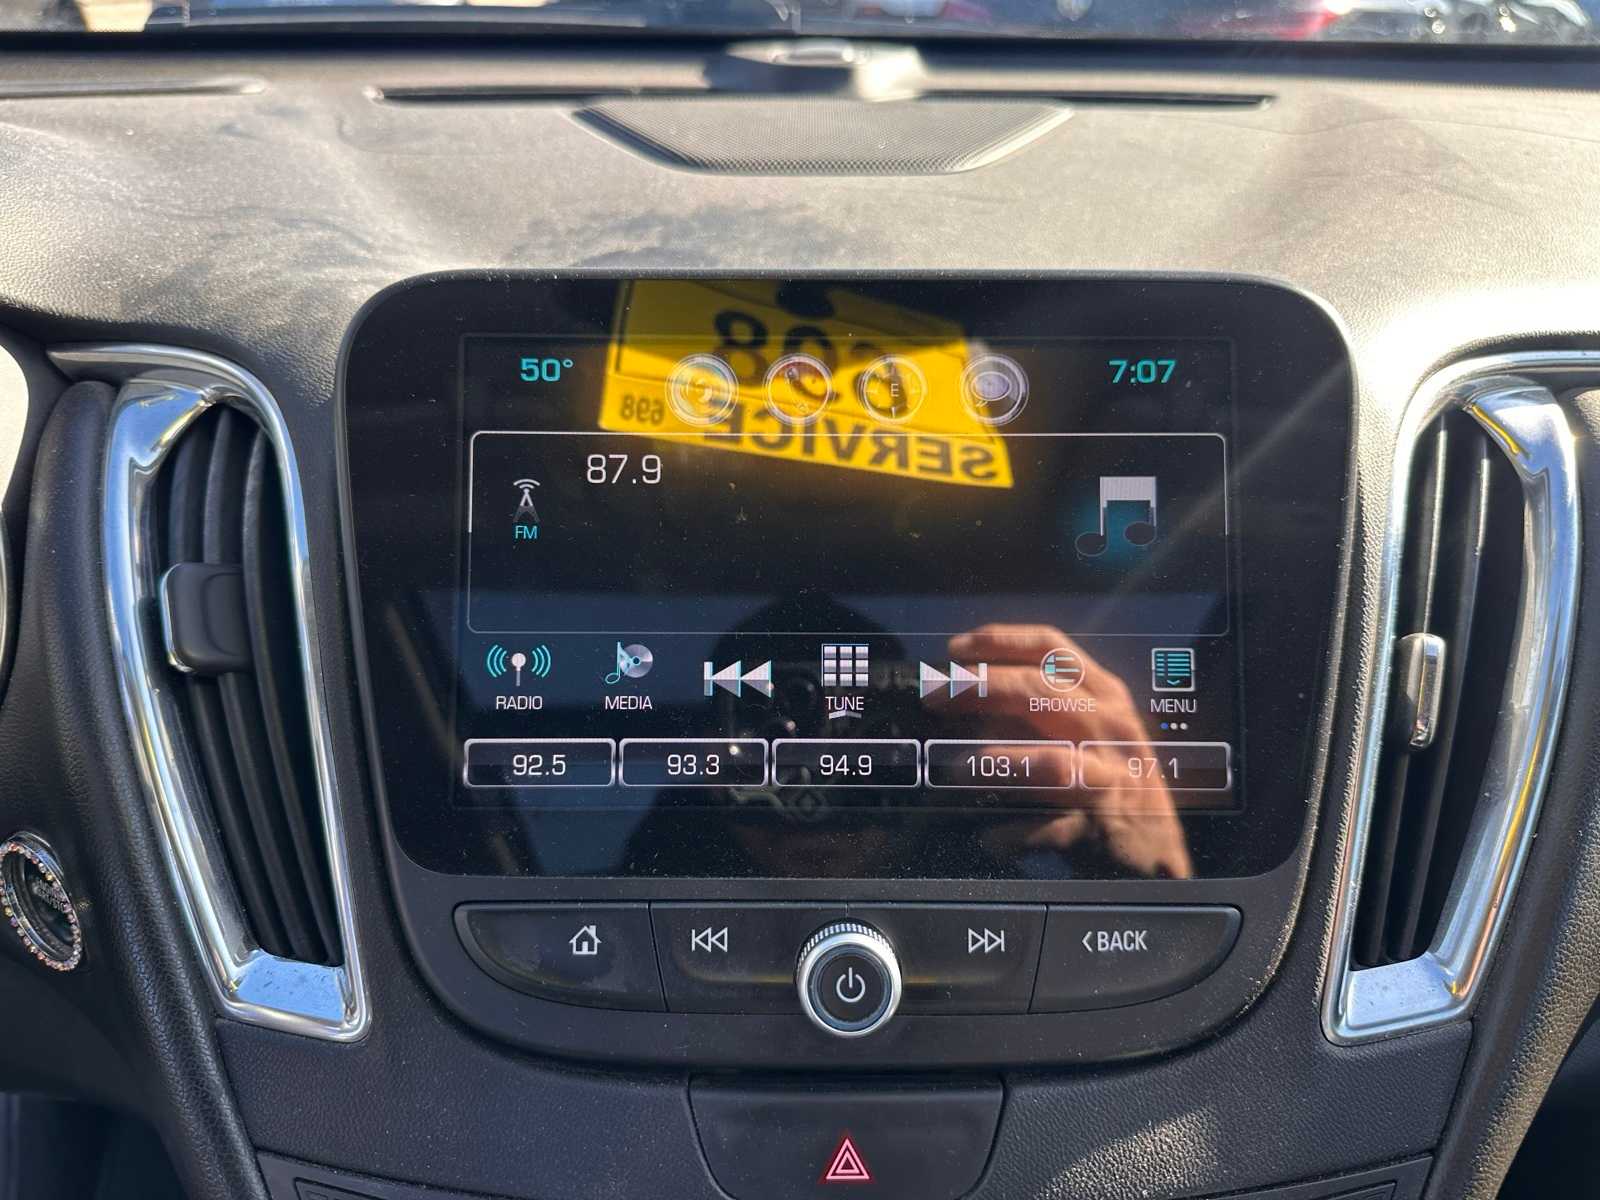 50° 7:07
698
SERVICE
87.9
FM
RADIO MEDIA TUNE BROWSE MENU
92.5 93.3 94.9 103.1 97.1
<BACK